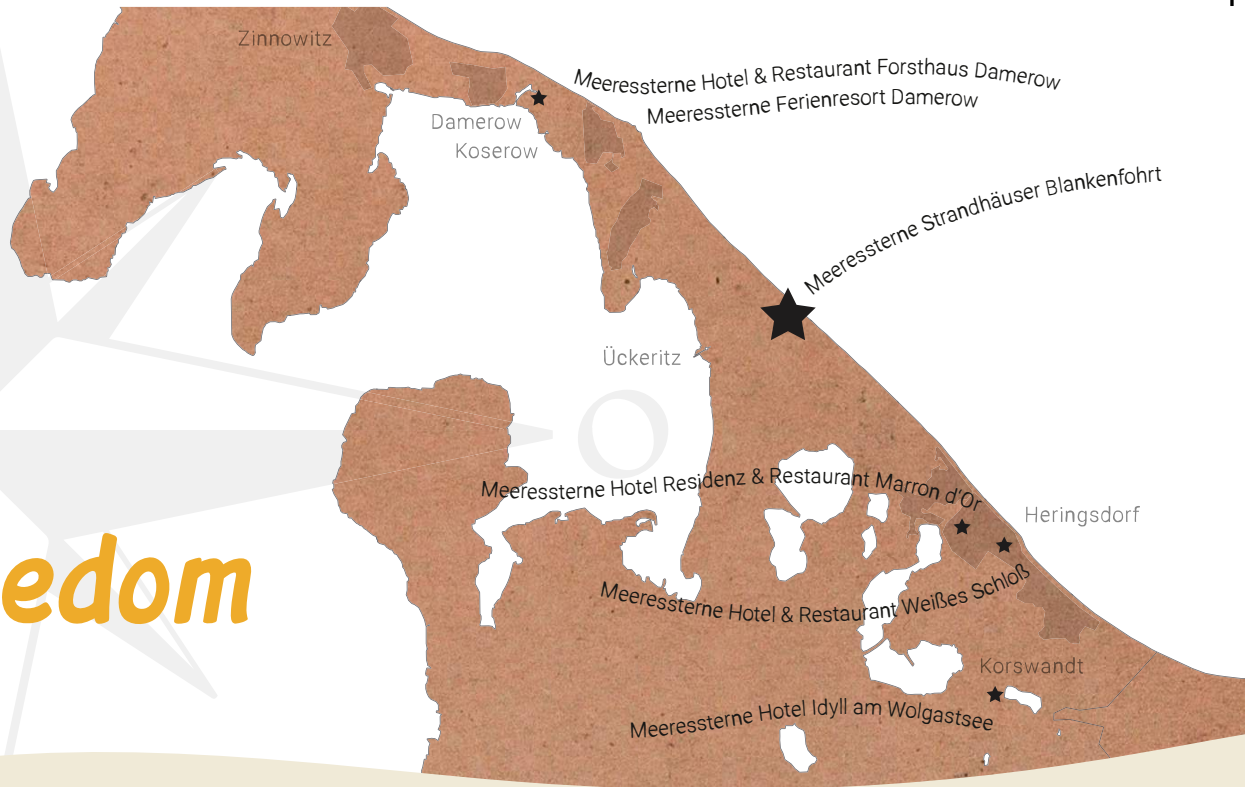 Zinnowitz
Meeressterne Hotel & Restaurant Forsthaus Damerow
Meeressterne Ferienresort Damerow
Damerow
Koserow
Meeressterne Strandhäuser Blankenfohrt
Ückeritz
Meeressterne Hotel Residenz & Restaurant Marron d'Or
Heringsdorf
edom
Meeressterne Hotel & Restaurant Weißes Schloß
Korswandt
Meeressterne Hotel Idyll am Wolgastsee